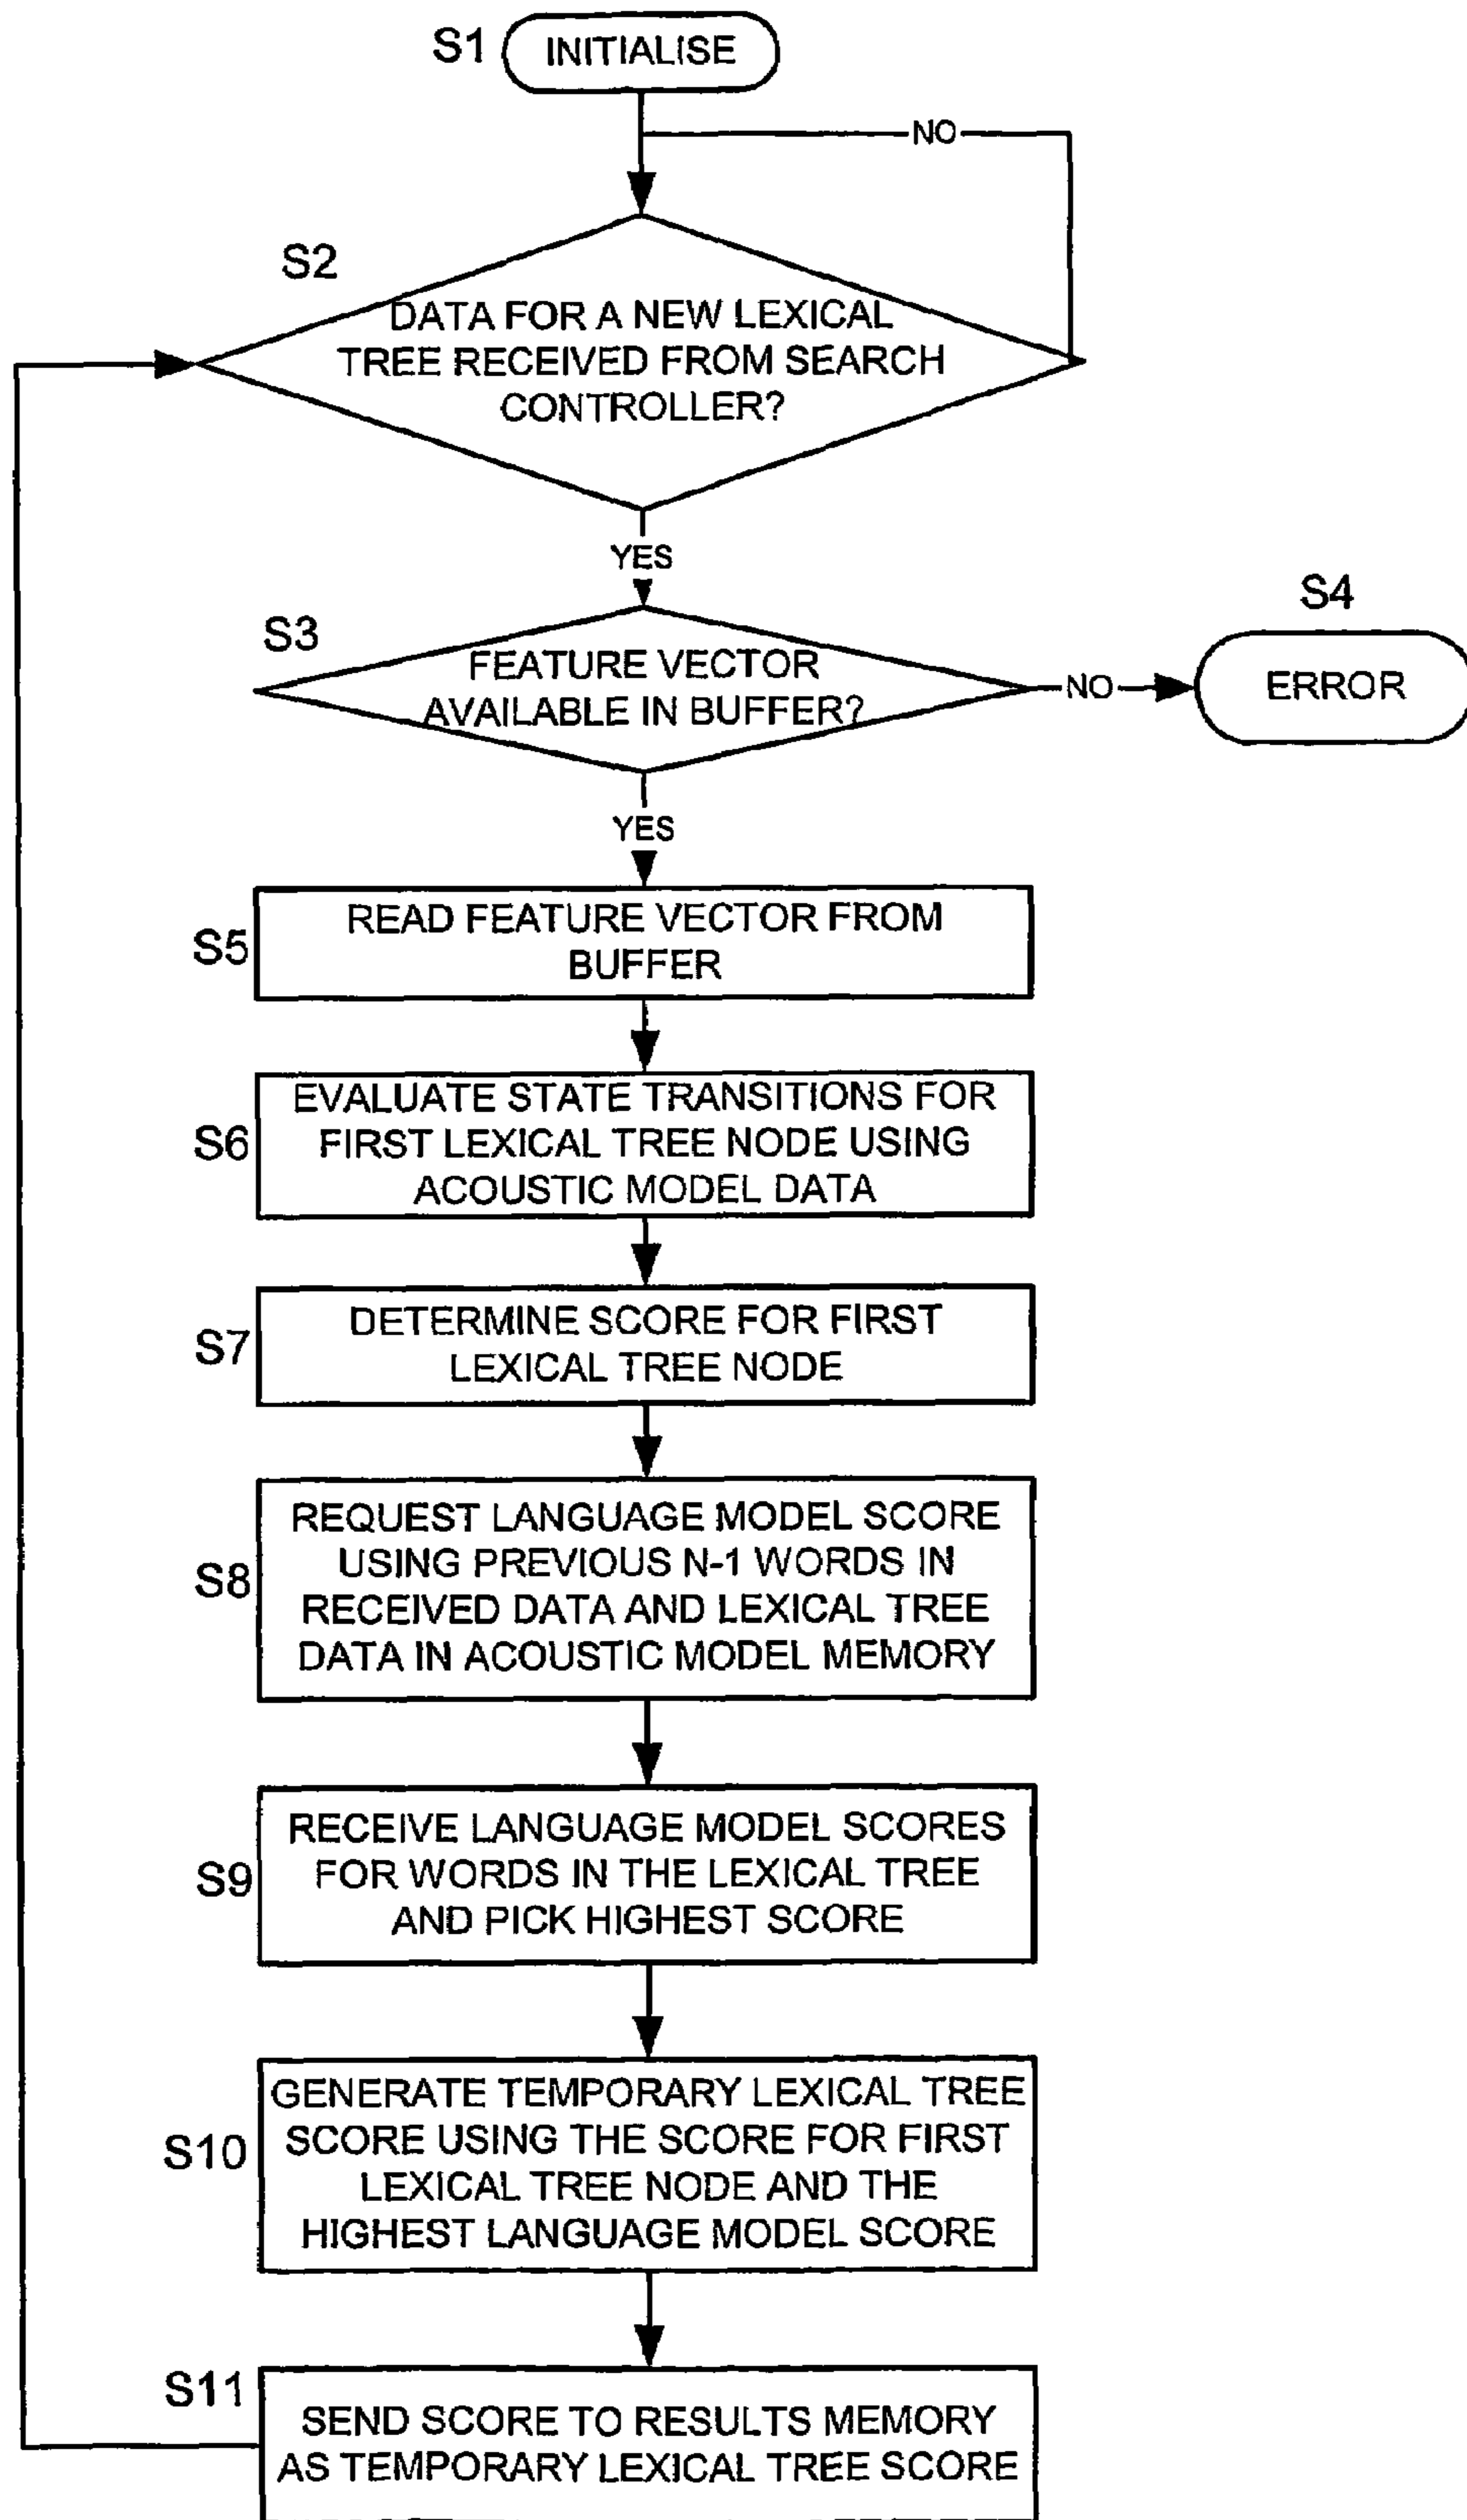 S1
INITIALISE
NO
S2
DATA FOR A NEW LEXICAL
TREE RECEIVED FROM SEARCH
CONTROLLER?
YES
S3
FEATURE VECTOR
AVAILABLE IN BUFFER?
NO
S4
ERROR
YES
S5
READ FEATURE VECTOR FROM
BUFFER
S6
EVALUATE STATE TRANSITIONS FOR
FIRST LEXICAL TREE NODE USING
ACOUSTIC MODEL DATA
S7
DETERMINE SCORE FOR FIRST
LEXICAL TREE NODE
S8
REQUEST LANGUAGE MODEL SCORE
USING PREVIOUS N-1 WORDS IN
RECEIVED DATA AND LEXICAL TREE
DATA IN ACOUSTIC MODEL MEMORY
S9
RECEIVE LANGUAGE MODEL SCORES
FOR WORDS IN THE LEXICAL TREE
AND PICK HIGHEST SCORE
S10
GENERATE TEMPORARY LEXICAL TREE
SCORE USING THE SCORE FOR FIRST
LEXICAL TREE NODE AND THE
HIGHEST LANGUAGE MODEL SCORE
S11
SEND SCORE TO RESULTS MEMORY
AS TEMPORARY LEXICAL TREE SCORE